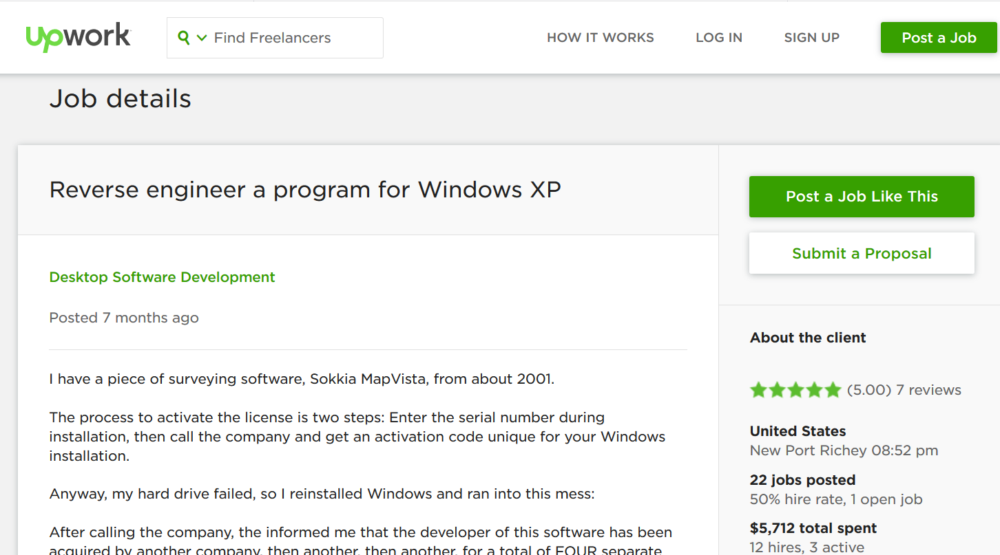 upwork
Find Freelancers
HOW IT WORKS
LOG IN
SIGN UP
Post a Job
Job details
Reverse engineer a program for Windows XP
Desktop Software Development
Posted 7 months ago
I have a piece of surveying software, Sokkia MapVista, from about 2001.
The process to activate the license is two steps: Enter the serial number during
installation, then call the company and get an activation code unique for your Windows
installation.
Anyway, my hard drive failed, so I reinstalled Windows and ran into this mess:
After calling the company, the informed me that the developer of this software has been
acquired by another company, then another, then another, for a total of FOUR separate
Post a Job Like This
Submit a Proposal
About the client
(5.00) 7 reviews
United States
New Port Richey 08:52 pm
22 jobs posted
50% hire rate, 1 open job
$5,712 total spent
12 hires, 3 active